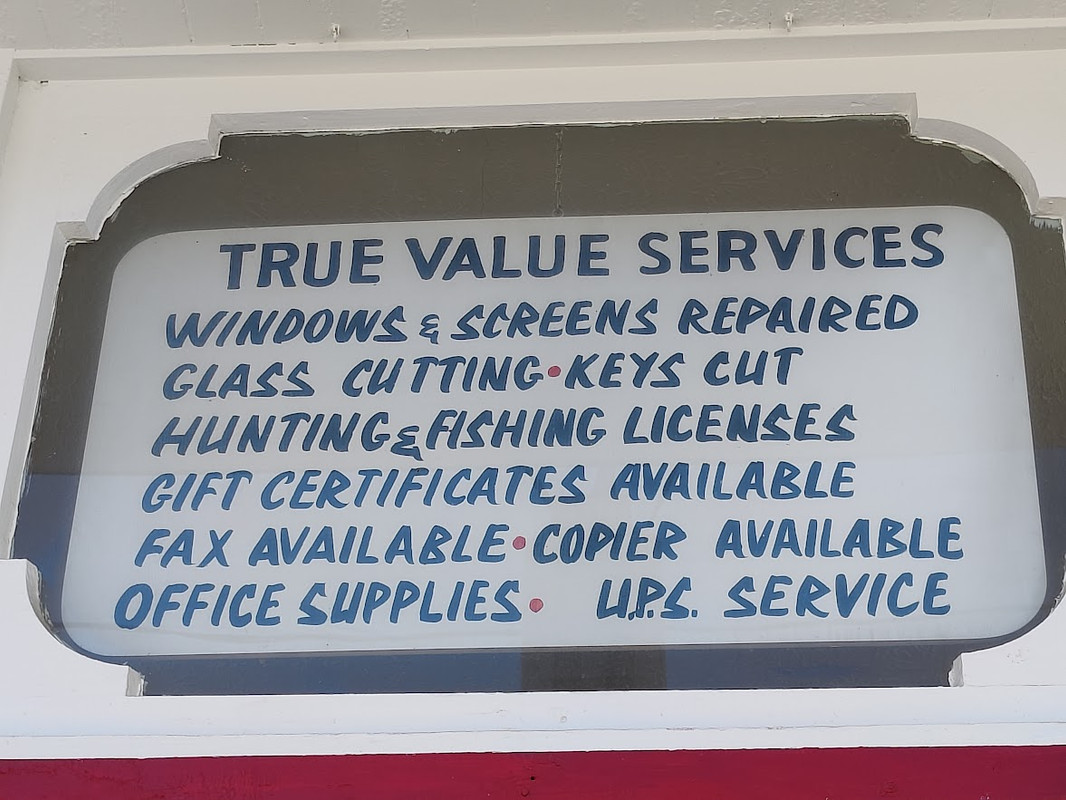 TRUE VALUE SERVICES
WINDOWS & SCREENS REPAIRED
GLASS CUTTING • KEYS CUT
HUNTING & FISHING LICENSES
GIFT CERTIFICATES AVAILABLE
FAX AVAILABLE • COPIER AVAILABLE
OFFICE SUPPLIES • U.P.S. SERVICE